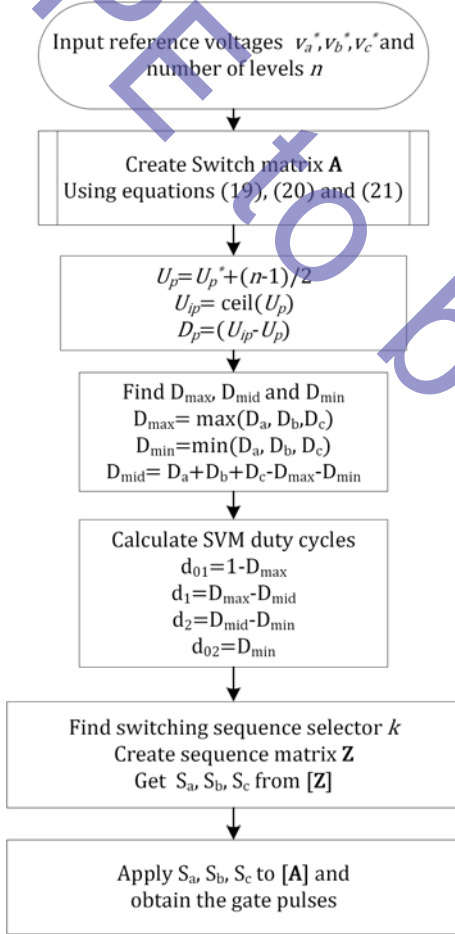 Input reference voltages v_a^*,v_b^*,v_c^* and
number of levels n
Create Switch matrix A
Using equations (19), (20) and (21)
U_p=U_p^*+(n-1)/2
U_ip= ceil(U_p)
D_p=(U_ip-U_p)
Find D_max, D_mid and D_min
D_max= max(D_a, D_b,D_c)
D_min=min(D_a, D_b, D_c)
D_mid= D_a+D_b+D_c-D_max-D_min
Calculate SVM duty cycles
d_01=1-D_max
d_1=D_max-D_mid
d_2=D_mid-D_min
d_02=D_min
Find switching sequence selector k
Create sequence matrix Z
Get S_a, S_b, S_c from [Z]
Apply S_a, S_b, S_c to [A] and
obtain the gate pulses